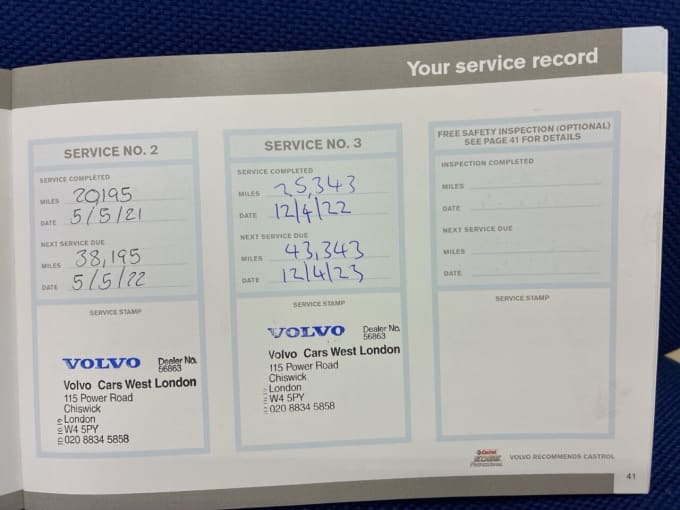 Your service record
SERVICE NO. 2
SERVICE COMPLETED
MILES 20,195
DATE 5/5/21
NEXT SERVICE DUE
MILES 38,195
DATE 5/5/22
SERVICE STAMP
VOLVO Dealer No.
56863
Volvo Cars West London
115 Power Road
Chiswick
London
W4 5PY
020 8834 5858
SERVICE NO. 3
SERVICE COMPLETED
MILES 25,343
DATE 12/4/22
NEXT SERVICE DUE
MILES 43,343
DATE 12/4/23
SERVICE STAMP
VOLVO Dealer No.
56863
Volvo Cars West London
115 Power Road
Chiswick
London
W4 5PY
020 8834 5858
FREE SAFETY INSPECTION (OPTIONAL)
SEE PAGE 41 FOR DETAILS
INSPECTION COMPLETED
MILES
DATE
NEXT SERVICE DUE
MILES
DATE
SERVICE STAMP
Castrol
EDGE
VOLVO RECOMMENDS CASTROL
41